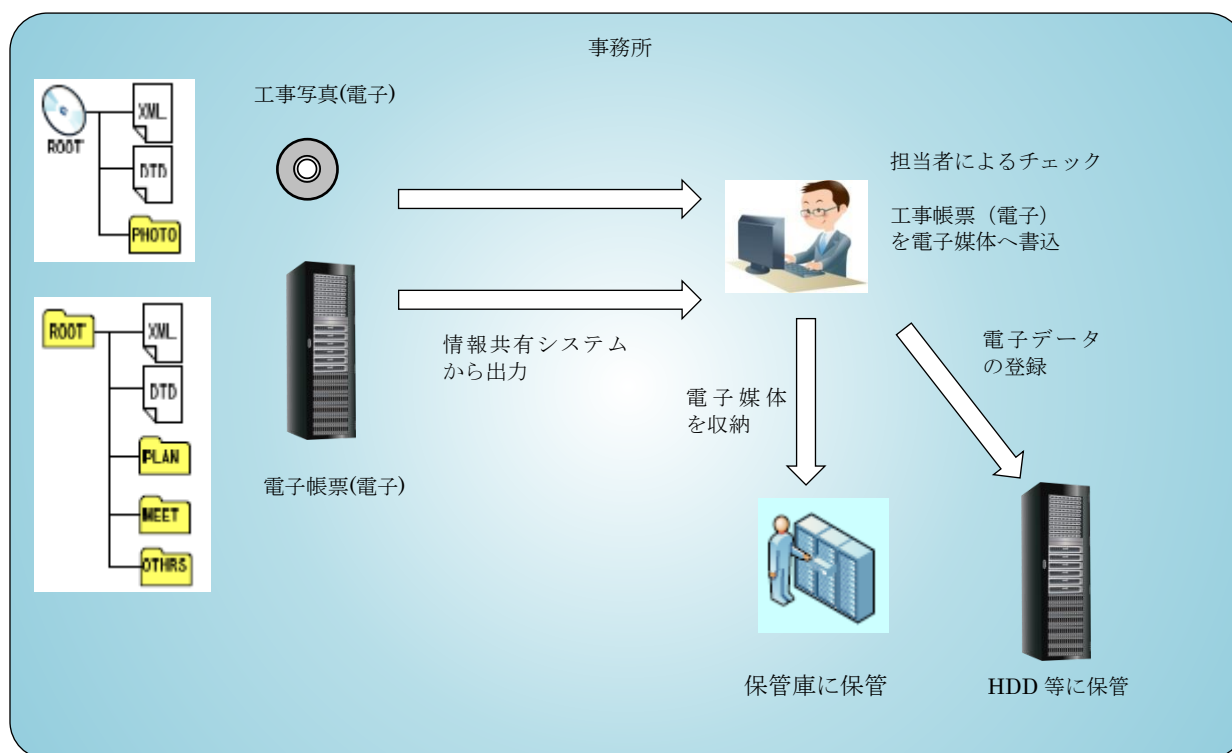 事務所
工事写真(電子)
ROOT
XML
DTD
PHOTO
担当者によるチェック
工事帳票（電子）
を電子媒体へ書込
ROOT
XML
DTD
PLAN
MEET
OTHRS
情報共有システム
から出力
電子帳票(電子)
電子媒体
を収納
電子データ
の登録
保管庫に保管
HDD 等に保管